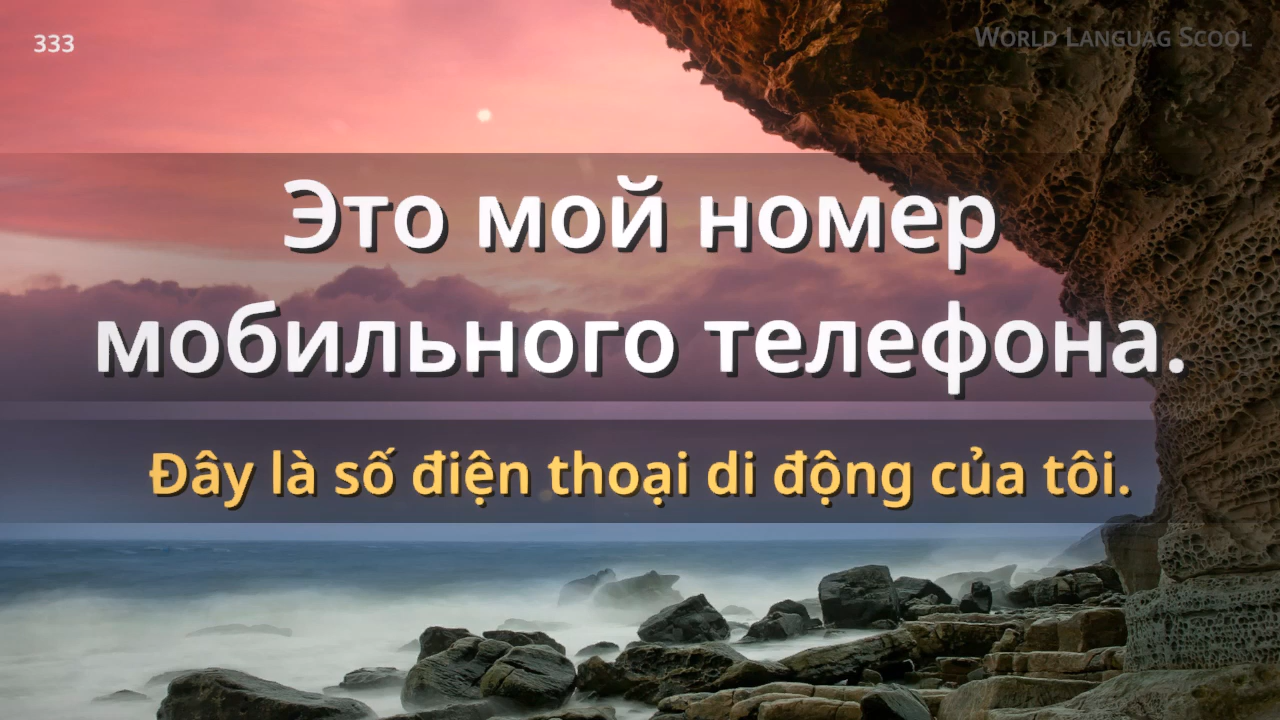 333
World Languag Scool
Это мой номер
мобильного телефона.
Đây là số điện thoại di động của tôi.